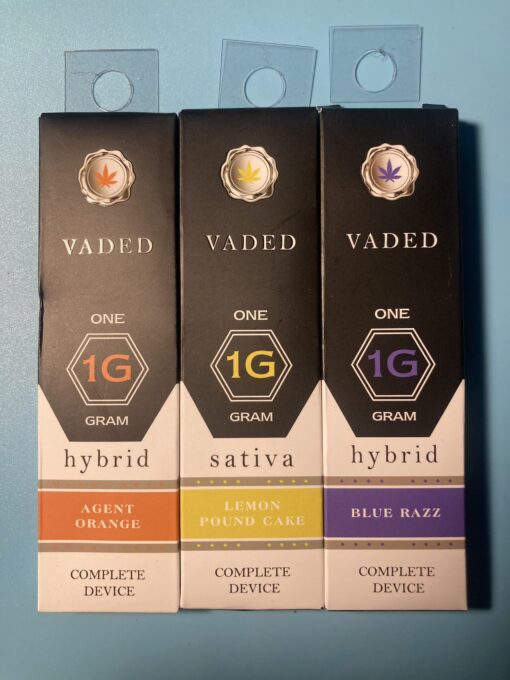 VADED
ONE
1G
GRAM
hybrid
AGENT
ORANGE
COMPLETE
DEVICE
VADED
ONE
1G
GRAM
sativa
LEMON
POUND CAKE
COMPLETE
DEVICE
VADED
ONE
1G
GRAM
hybrid
BLUE RAZZ
COMPLETE
DEVICE